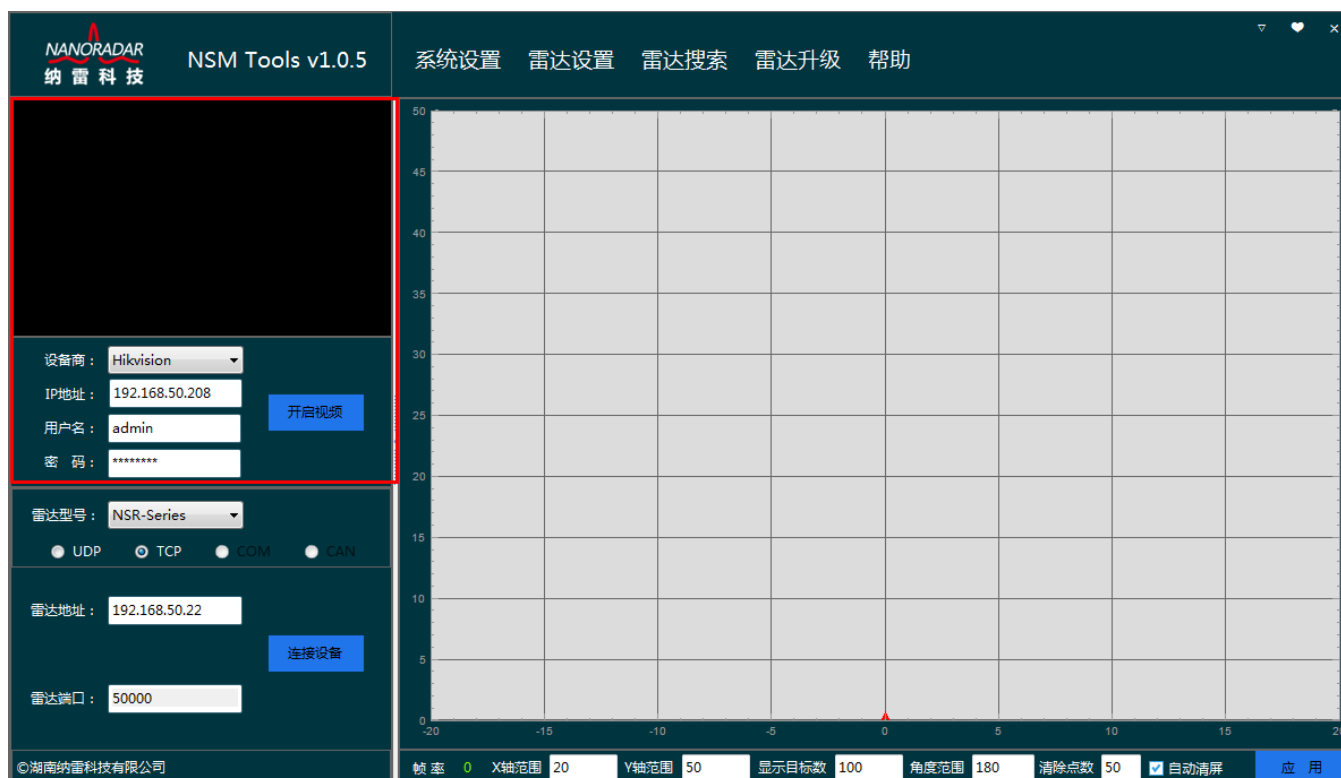 NANORADAR
纳雷科技
NSM Tools v1.0.5
系统设置 雷达设置 雷达搜索 雷达升级 帮助
设备商： Hikvision
IP地址： 192.168.50.208
开启视频
用户名： admin
密 码： ********
雷达型号： NSR-Series
UDP TCP COM CAN
雷达地址： 192.168.50.22
连接设备
雷达端口： 50000
©湖南纳雷科技有限公司
50
45
40
35
30
25
20
15
10
5
0
-20 -15 -10 -5 0 5 10 15 20
帧率 0 X轴范围 20 Y轴范围 50 显示目标数 100 角度范围 180 清除点数 50 自动清屏 应 用